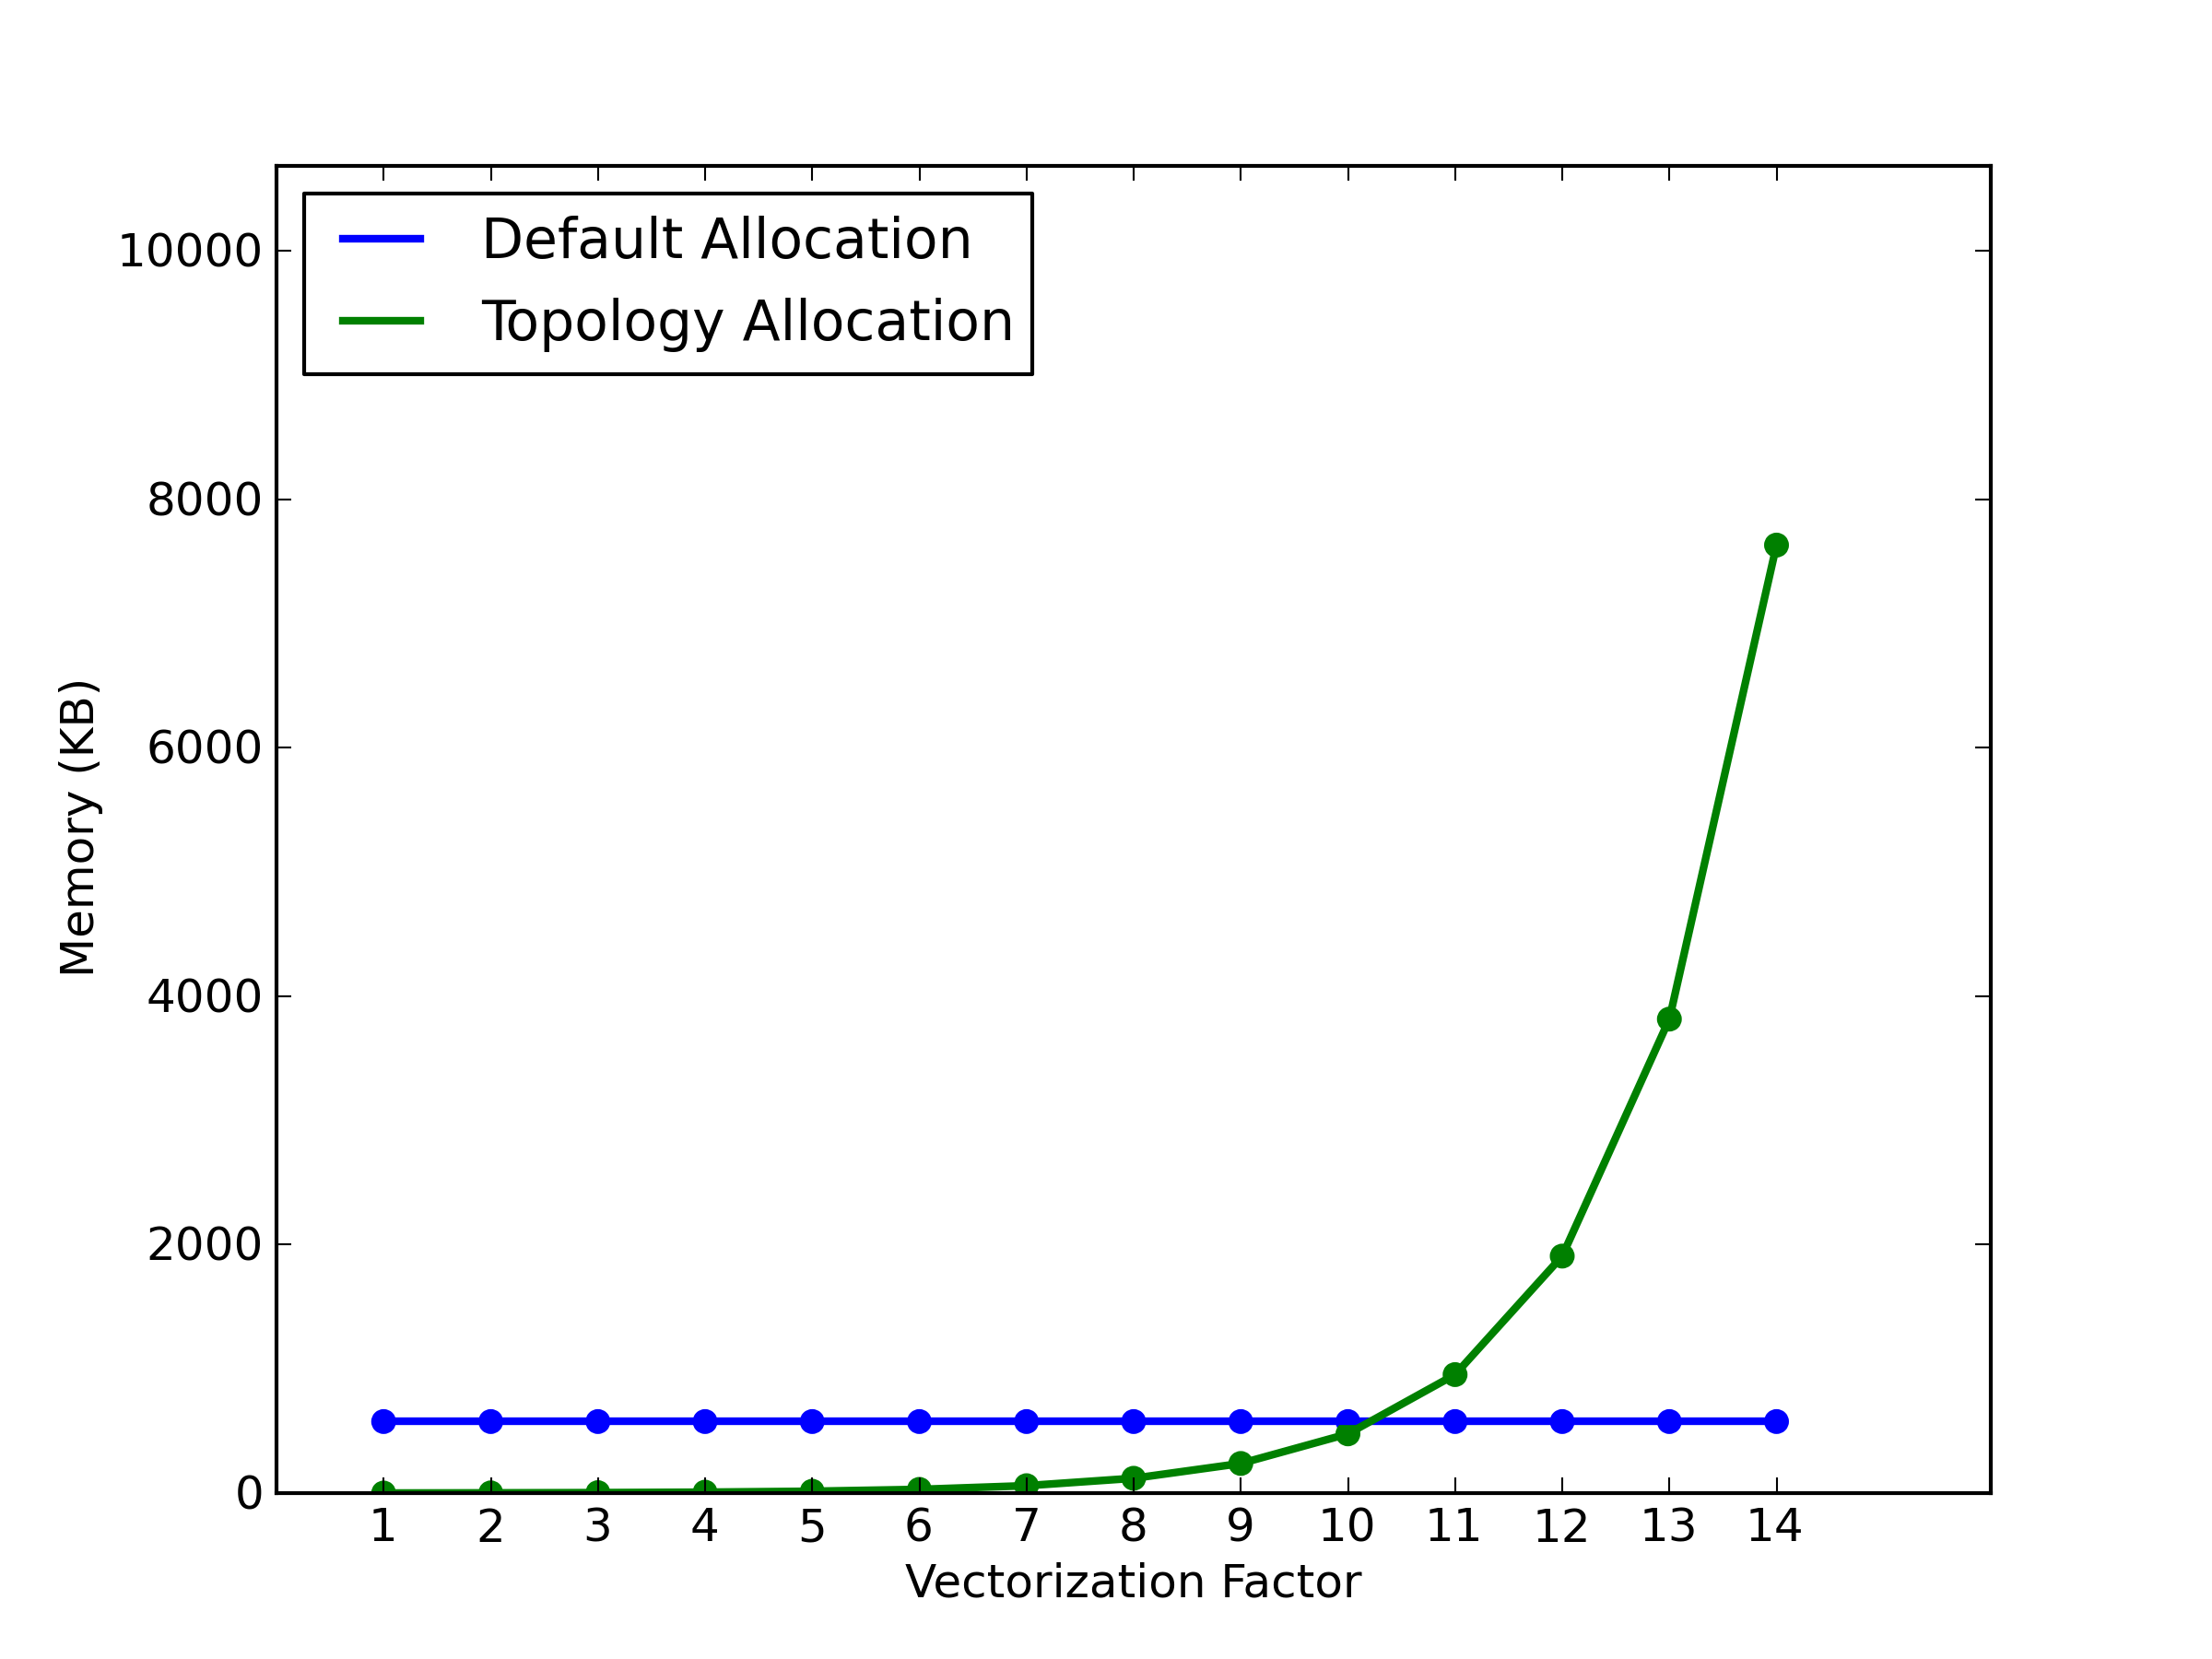 Default Allocation
Topology Allocation
10000
8000
6000
4000
2000
0
Memory (KB)
1 2 3 4 5 6 7 8 9 10 11 12 13 14
Vectorization Factor